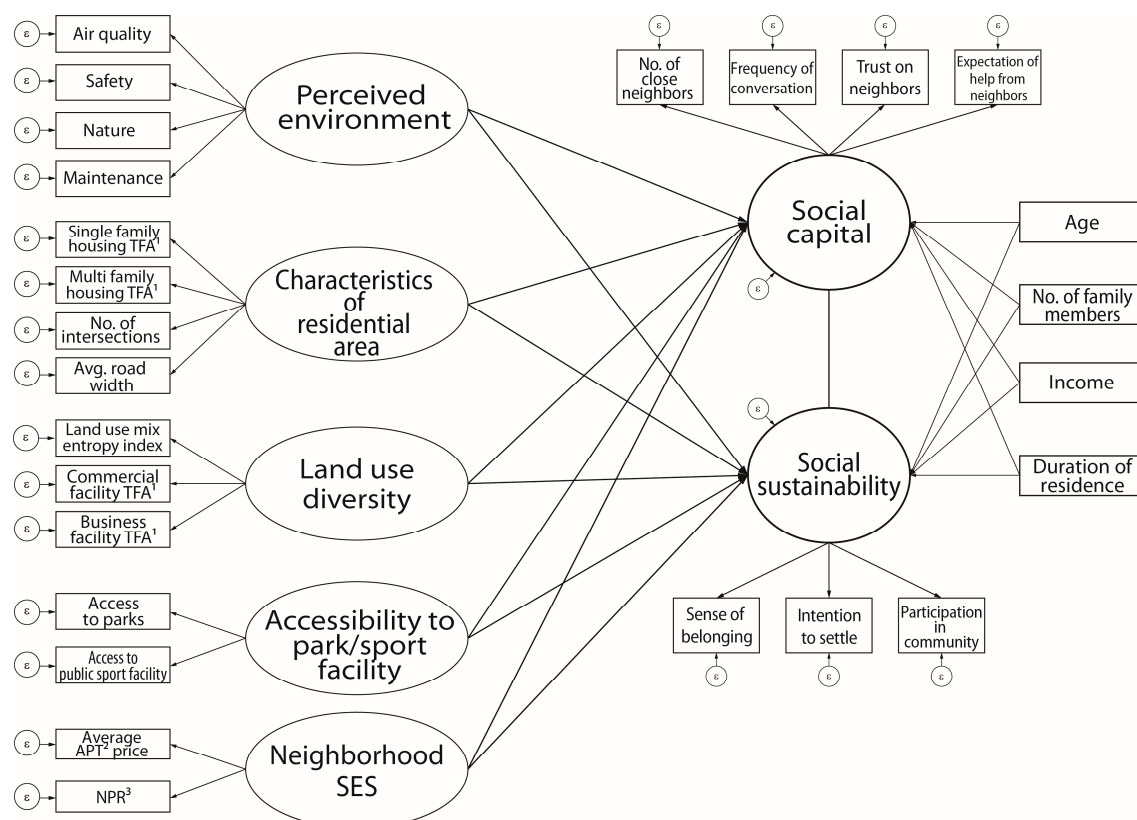 ε
Air quality
ε
Safety
ε
Nature
ε
Maintenance
Perceived
environment
ε
Single family
housing TFA¹
ε
Multi family
housing TFA¹
ε
No. of
intersections
ε
Avg. road
width
Characteristics
of
residential
area
ε
Land use mix
entropy index
ε
Commercial
facility TFA¹
ε
Business
facility TFA¹
Land use
diversity
ε
Access
to parks
ε
Access to
public sport facility
Accessibility to
park/sport
facility
ε
Average
APT² price
ε
NPR³
Neighborhood
SES
ε
No. of
close
neighbors
ε
Frequency of
conversation
ε
Trust on
neighbors
ε
Expectation of
help from
neighbors
Social
capital
ε
ε
Social
sustainability
Age
No. of family
members
Income
Duration of
residence
Sense of
belonging
ε
Intention
to settle
ε
Participation
in
community
ε